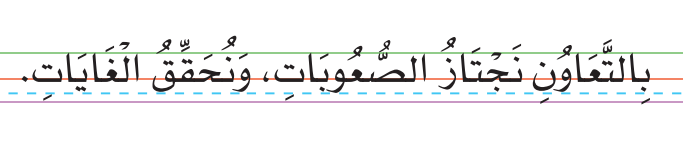 بِالتَّعَاوُنِ نَجْتَازُ الصُّعُوبَاتِ، وَنُحَقِّقُ الْغَايَاتِ.